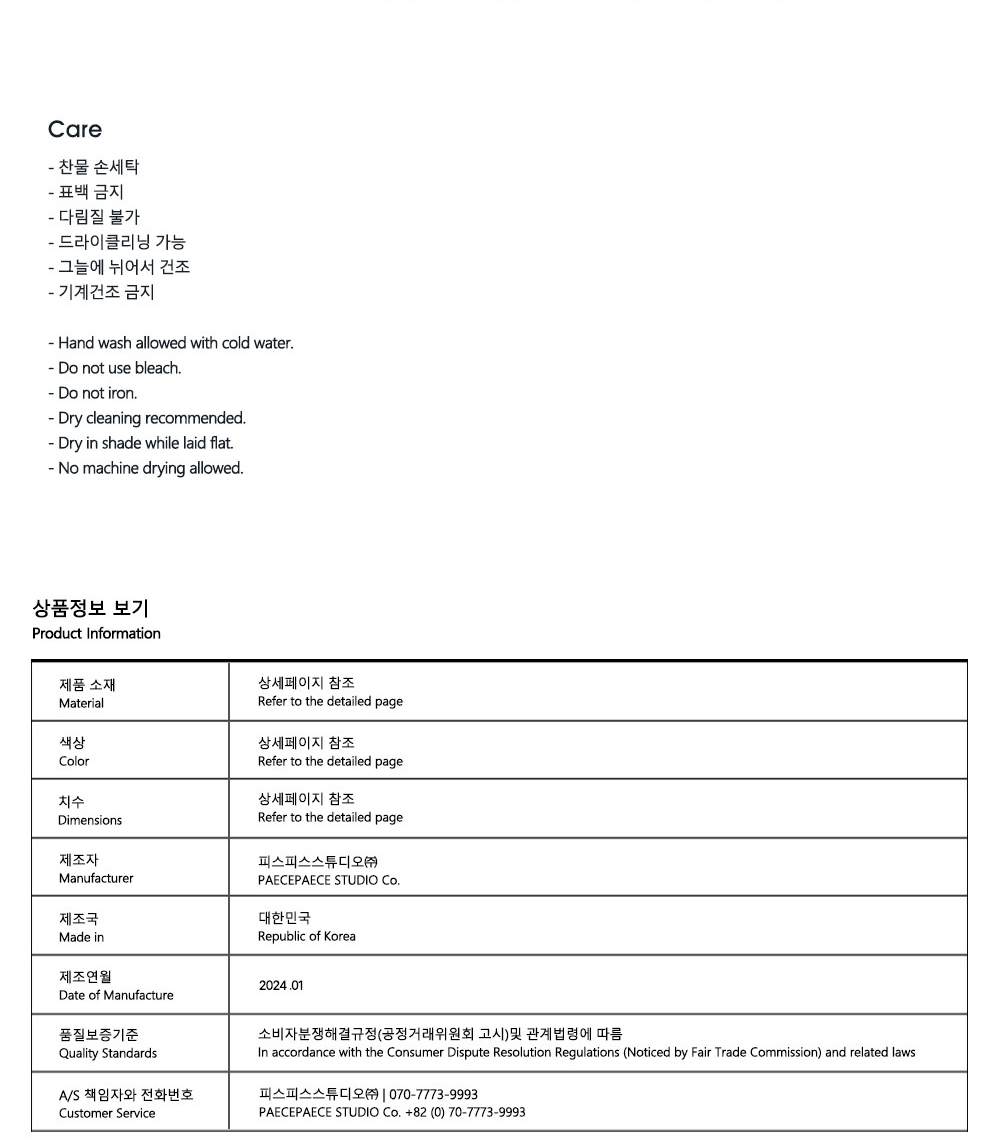 Care
- 찬물 손세탁
- 표백 금지
- 다림질 불가
- 드라이클리닝 가능
- 그늘에 뉘어서 건조
- 기계건조 금지
- Hand wash allowed with cold water.
- Do not use bleach.
- Do not iron.
- Dry cleaning recommended.
- Dry in shade while laid flat.
- No machine drying allowed.
상품정보 보기
Product Information
제품 소재
Material
상세페이지 참조
Refer to the detailed page
색상
Color
상세페이지 참조
Refer to the detailed page
치수
Dimensions
상세페이지 참조
Refer to the detailed page
제조자
Manufacturer
피스피스스튜디오㈜
PAECEPAECE STUDIO Co.
제조국
Made in
대한민국
Republic of Korea
제조연월
Date of Manufacture
2024.01
품질보증기준
Quality Standards
소비자분쟁해결규정(공정거래위원회 고시)및 관계법령에 따름
In accordance with the Consumer Dispute Resolution Regulations (Noticed by Fair Trade Commission) and related laws
A/S 책임자와 전화번호
Customer Service
피스피스스튜디오㈜ | 070-7773-9993
PAECEPAECE STUDIO Co. +82 (0) 70-7773-9993